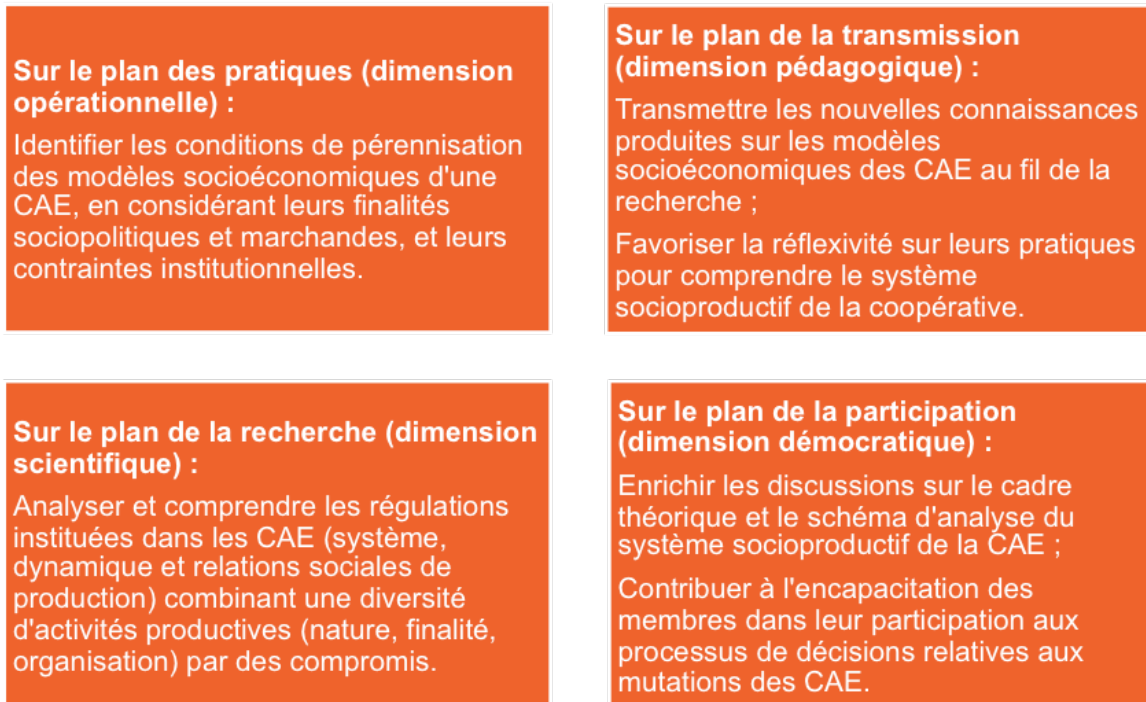 Sur le plan des pratiques (dimension
opérationnelle) :
Identifier les conditions de pérennisation
des modèles socioéconomiques d'une
CAE, en considérant leurs finalités
sociopolitiques et marchandes, et leurs
contraintes institutionnelles.
Sur le plan de la transmission
(dimension pédagogique) :
Transmettre les nouvelles connaissances
produites sur les modèles
socioéconomiques des CAE au fil de la
recherche ;
Favoriser la réflexivité sur leurs pratiques
pour comprendre le système
socioproductif de la coopérative.
Sur le plan de la recherche (dimension
scientifique) :
Analyser et comprendre les régulations
instituées dans les CAE (système,
dynamique et relations sociales de
production) combinant une diversité
d'activités productives (nature, finalité,
organisation) par des compromis.
Sur le plan de la participation
(dimension démocratique) :
Enrichir les discussions sur le cadre
théorique et le schéma d'analyse du
système socioproductif de la CAE ;
Contribuer à l'encapacitation des
membres dans leur participation aux
processus de décisions relatives aux
mutations des CAE.